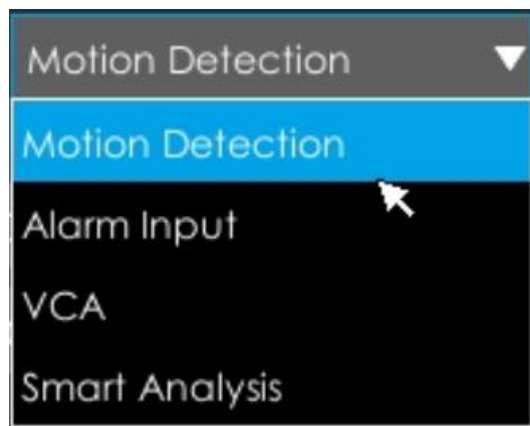 Motion Detection
Motion Detection
Alarm Input
VCA
Smart Analysis